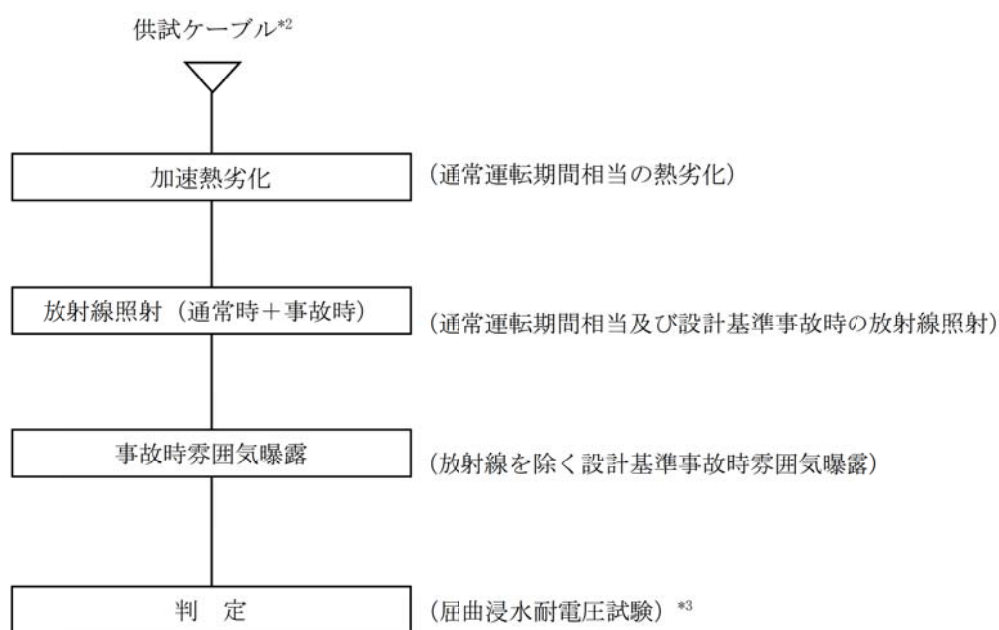 供試ケーブル*2
加速熱劣化
（通常運転期間相当の熱劣化）
放射線照射（通常時＋事故時）
（通常運転期間相当及び設計基準事故時の放射線照射）
事故時雰囲気曝露
（放射線を除く設計基準事故時雰囲気曝露）
判　定
（屈曲浸水耐電圧試験）*3